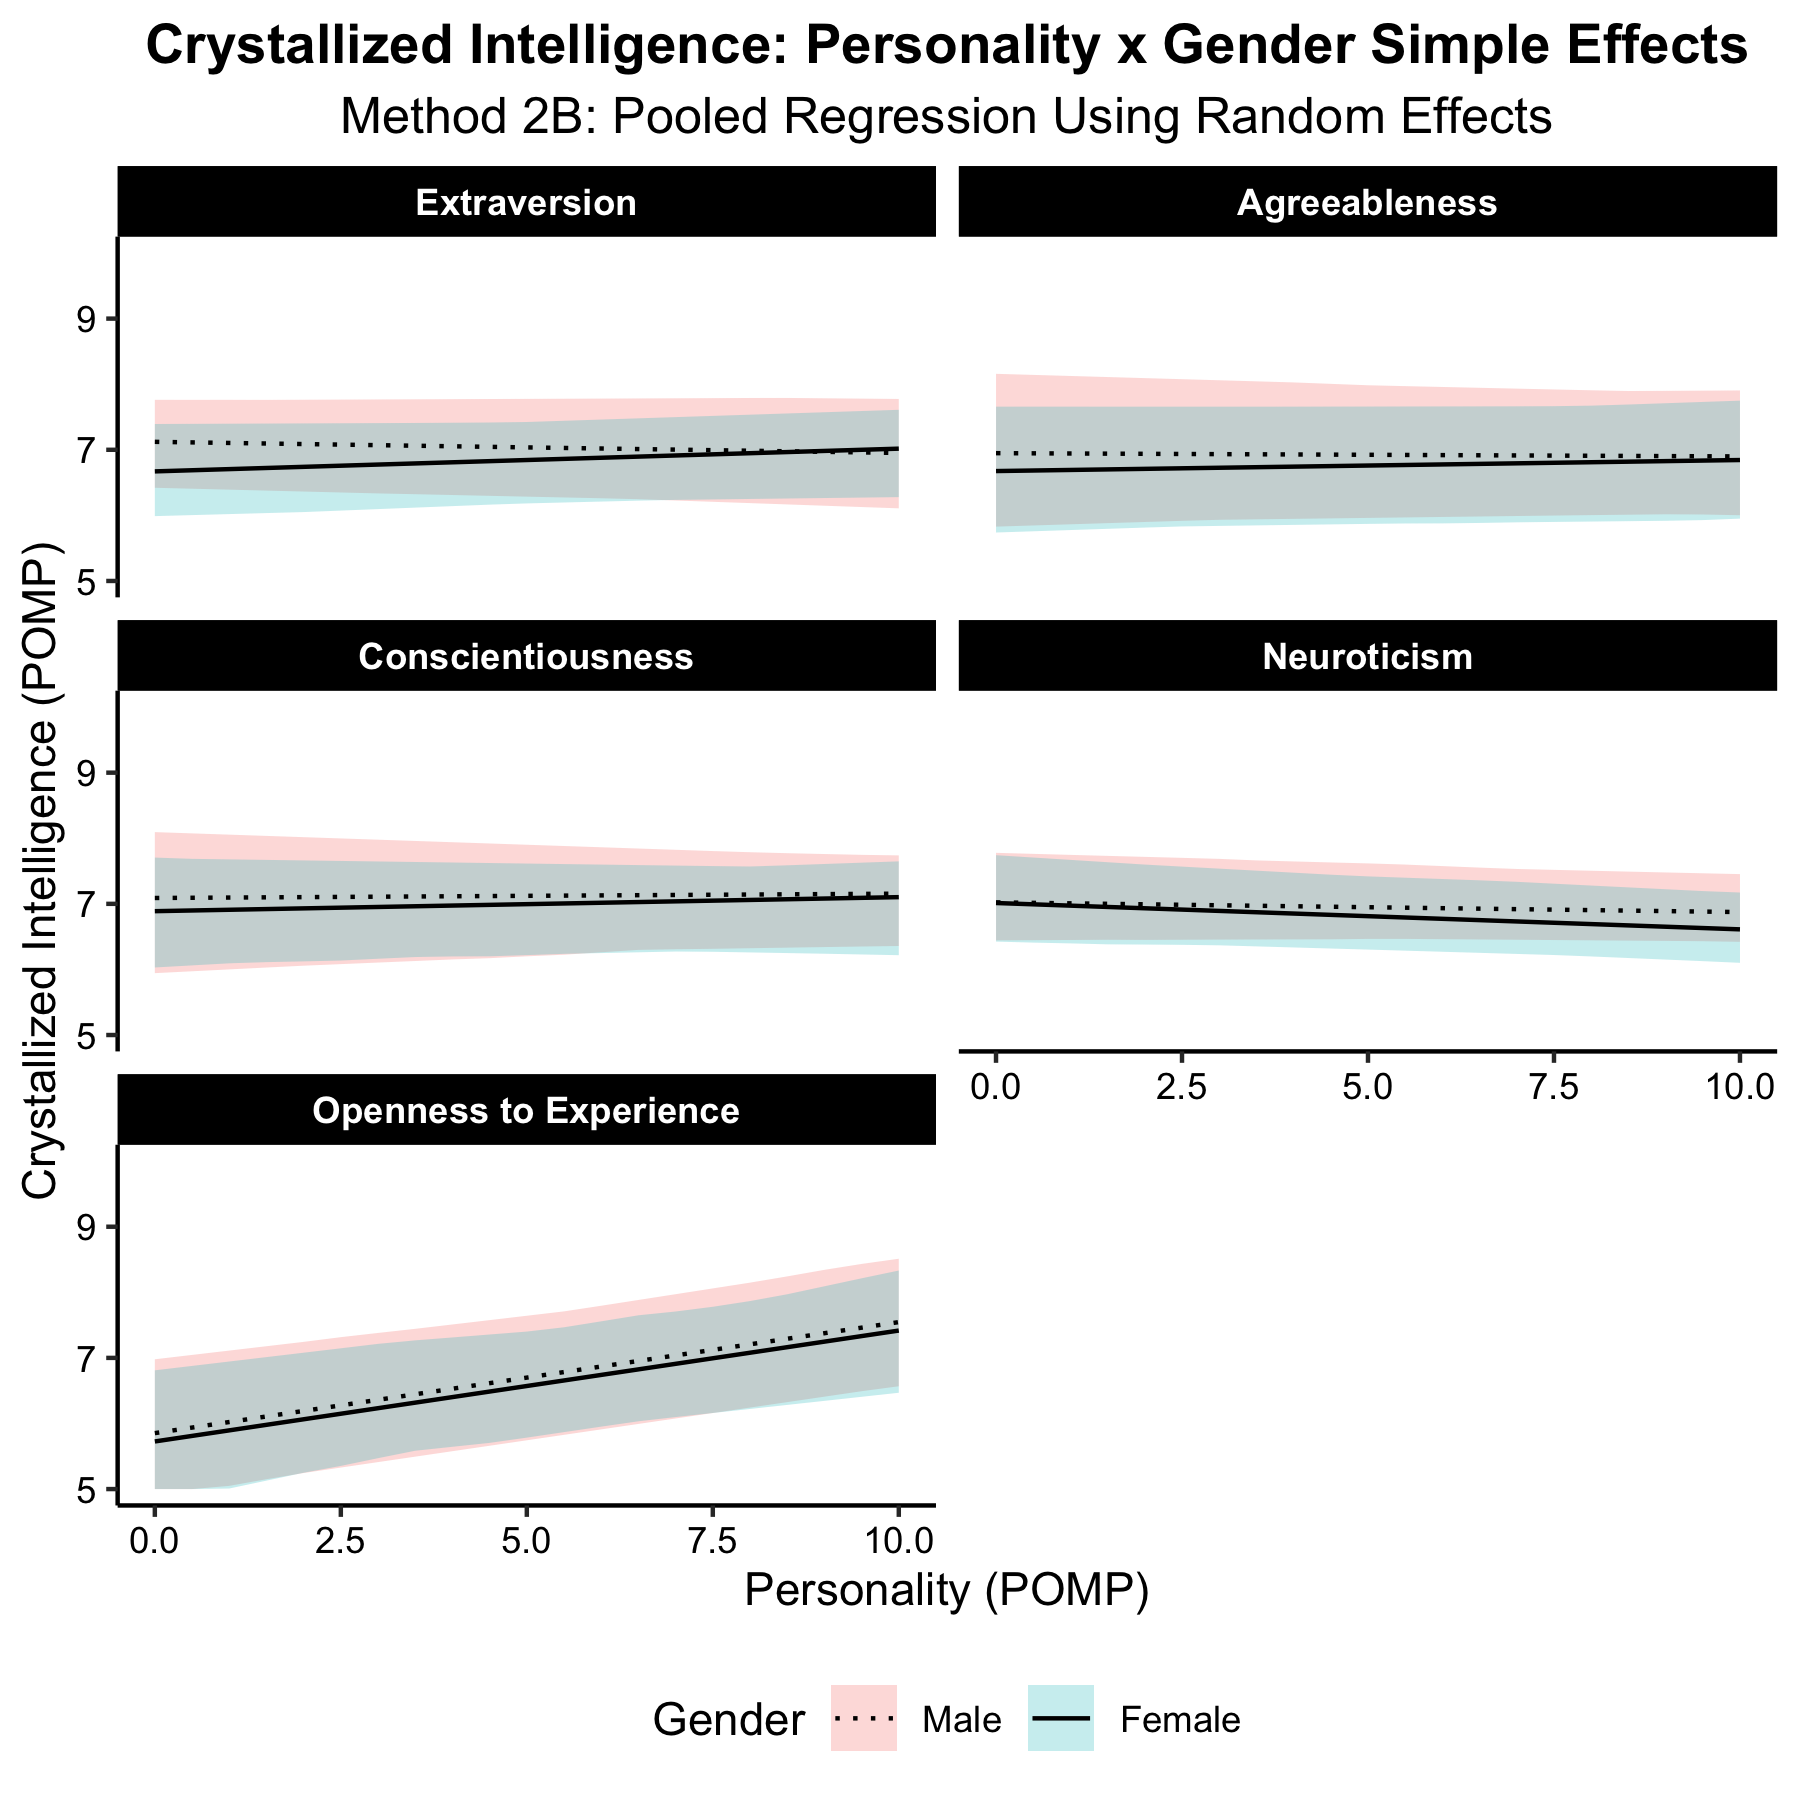 Crystallized Intelligence: Personality x Gender Simple Effects
Method 2B: Pooled Regression Using Random Effects
Extraversion
Agreeableness
9
7
5
Conscientiousness
Neuroticism
9
7
5
0.0 2.5 5.0 7.5 10.0
Openness to Experience
9
7
5
0.0 2.5 5.0 7.5 10.0
Crystallized Intelligence (POMP)
Personality (POMP)
Gender Male Female